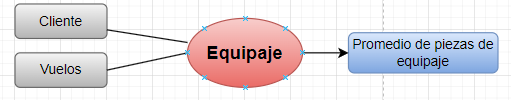 Cliente
Vuelos
Equipaje
Promedio de piezas de
equipaje